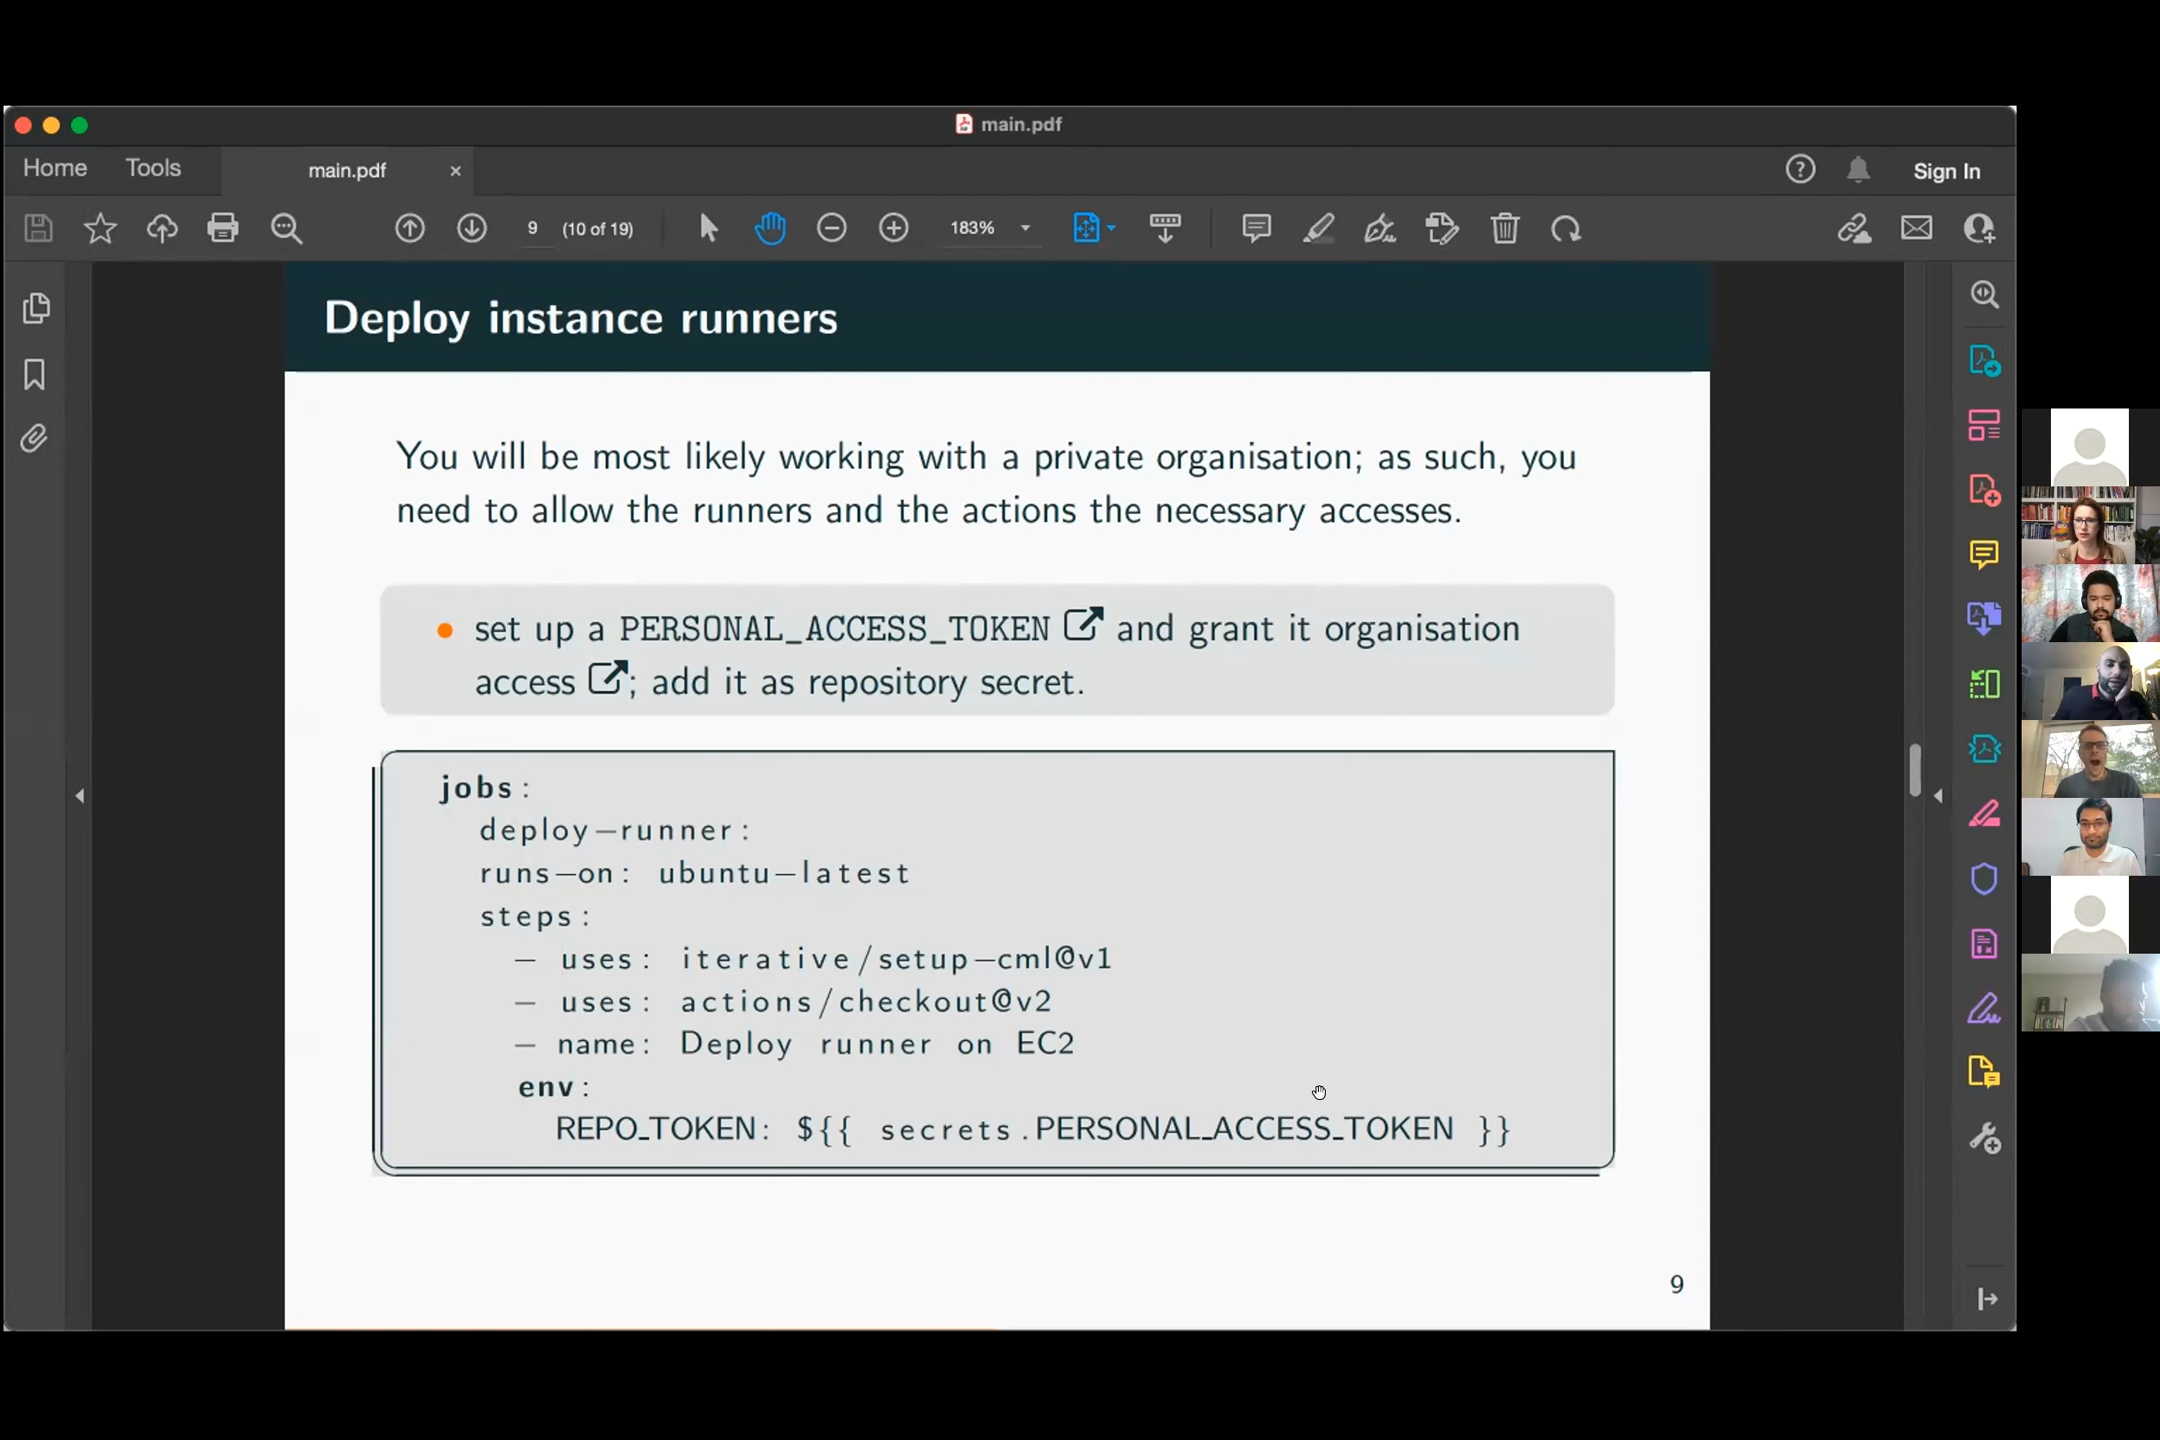 main.pdf
Home
Tools
main.pdf
Sign In
9
(10 of 19)
183%
Deploy instance runners
You will be most likely working with a private organisation; as such, you
need to allow the runners and the actions the necessary accesses.
set up a PERSONAL_ACCESS_TOKEN and grant it organisation
access ; add it as repository secret.
jobs:
deploy-runner:
runs-on: ubuntu-latest
steps:
- uses: iterative/setup-cml@v1
- uses: actions/checkout@v2
- name: Deploy runner on EC2
env:
REPO_TOKEN: ${{ secrets.PERSONAL_ACCESS_TOKEN }}
9